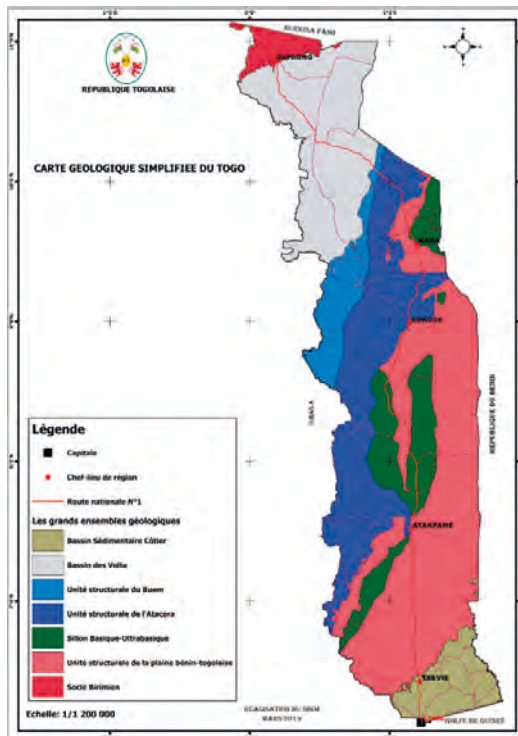 BURKINA FASO
DAPAONG
REPUBLIQUE TOGOLAISE
CARTE GEOLOGIQUE SIMPLIFIEE DU TOGO
KARA
SOKODE
GHANA
REPUBLIQUE DU BENIN
Légende
Capitale
Chef-lieu de région
Route nationale N°1
Les grands ensembles géologiques
Bassin Sédimentaire Côtier
Bassin des Volta
Unité structurale du Buem
Unité structurale de l'Atacora
Sillon Basique-Ultrabasique
Unité structurale de la plaine bénin-togolaise
Socle Birimien
ATAKPAME
TSEVIE
Echelle: 1/1 200 000
GOLFE DE GUINEE